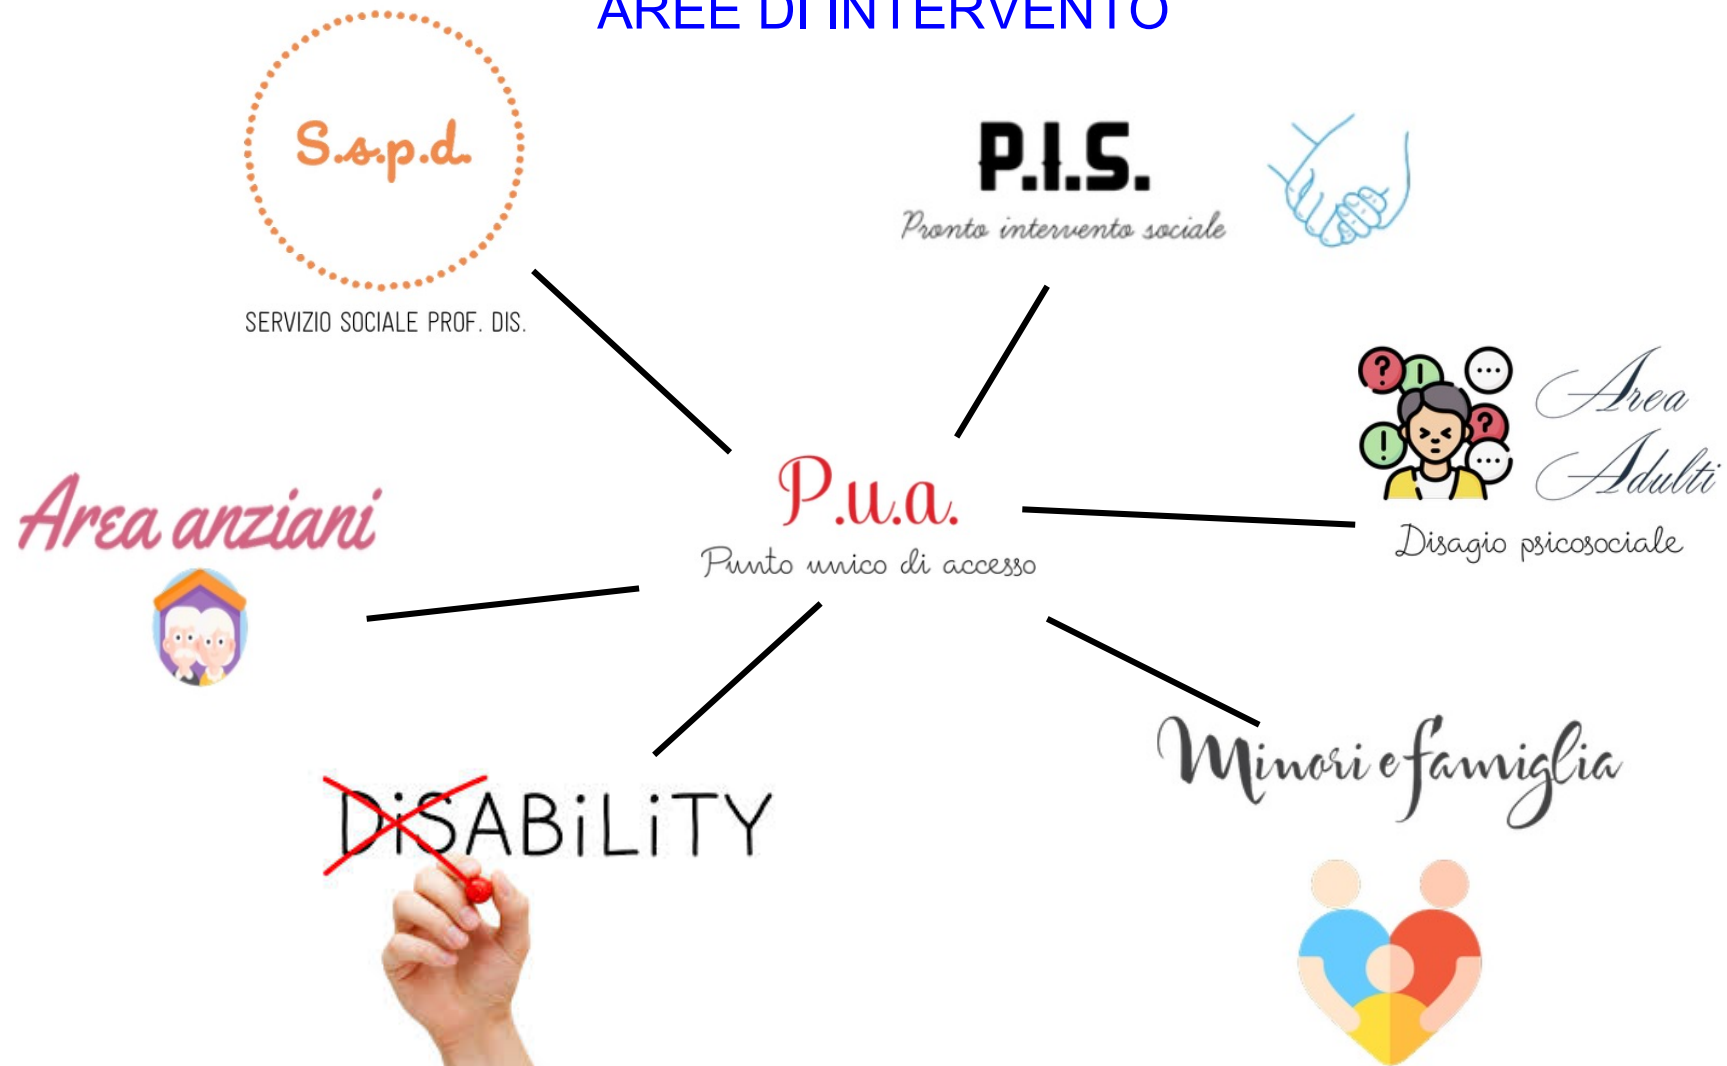 AREE DI INTERVENTO
S.s.p.d.
SERVIZIO SOCIALE PROF. DIS.
P.I.S.
Pronto intervento sociale
? ! ...
! ? ...
Area
Adulti
Disagio psicosociale
Area anziani
P.u.a.
Punto unico di accesso
DiSABiLiTY
Minori e famiglia